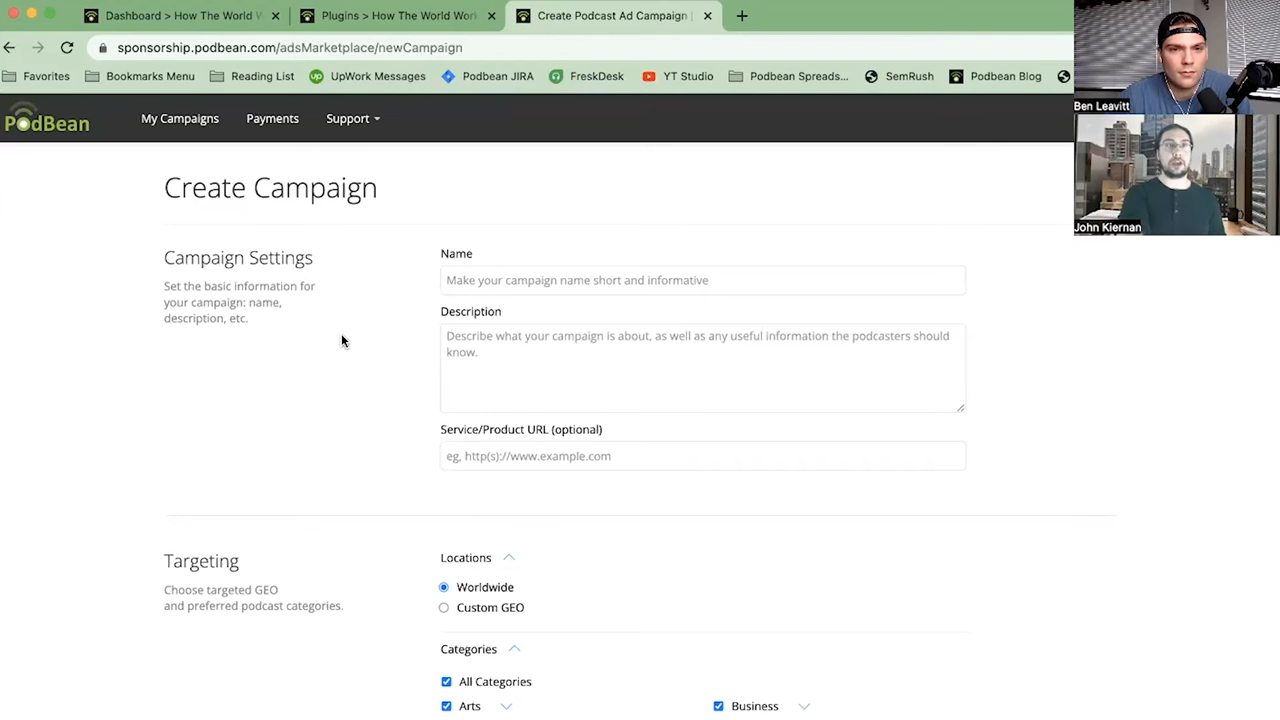 Dashboard > How The World W
Plugins > How The World Work
Create Podcast Ad Campaign |
sponsorship.podbean.com/adsMarketplace/newCampaign
Favorites
Bookmarks Menu
Reading List
UpWork Messages
Podbean JIRA
FreskDesk
YT Studio
Podbean Spreads...
SemRush
Podbean Blog
Ben Leavitt
PodBean
My Campaigns
Payments
Support
John Kiernan
Create Campaign
Campaign Settings
Set the basic information for
your campaign: name,
description, etc.
Name
Make your campaign name short and informative
Description
Describe what your campaign is about, as well as any useful information the podcasters should
know.
Service/Product URL (optional)
eg, http(s)://www.example.com
Targeting
Choose targeted GEO
and preferred podcast categories.
Locations
Worldwide
Custom GEO
Categories
All Categories
Arts
Business